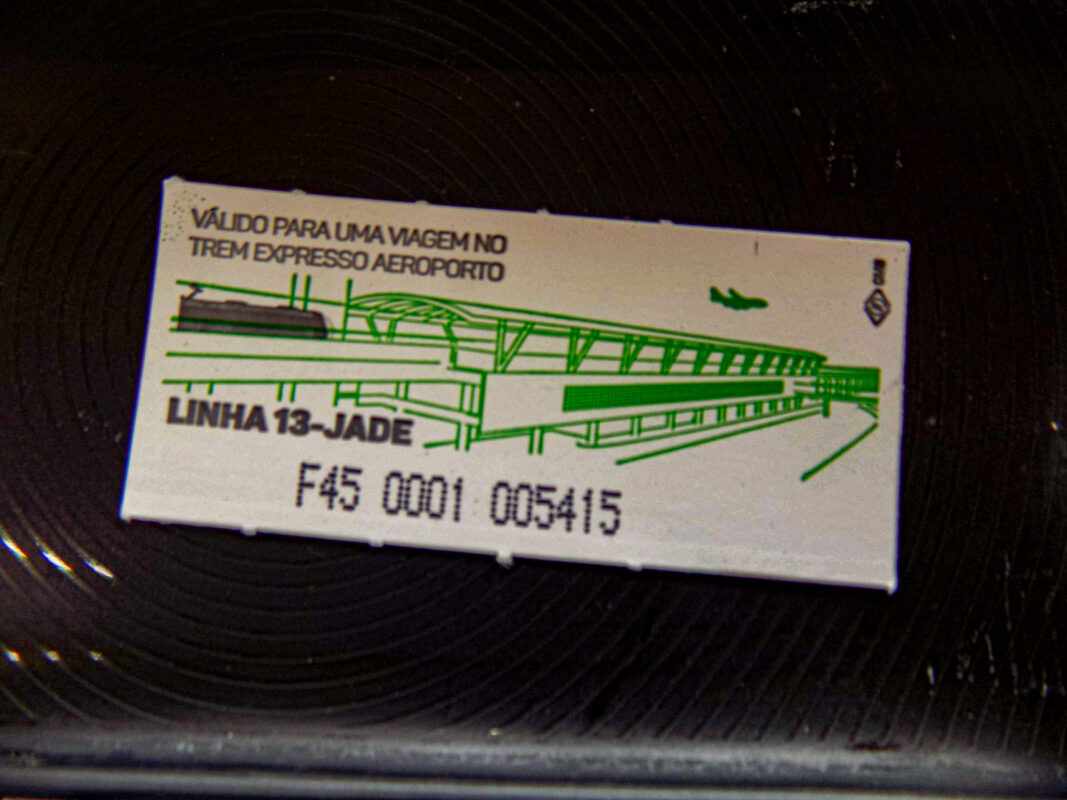 VÁLIDO PARA UMA VIAGEM NO
TREM EXPRESSO AEROPORTO
LINHA 13-JADE
F45 0001 005415